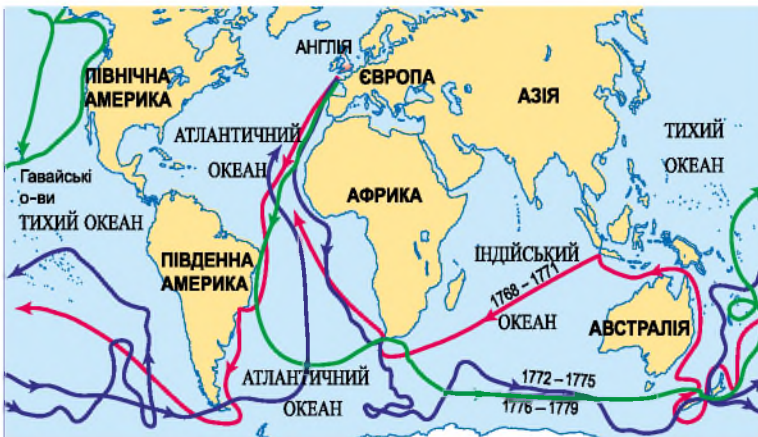 АНГЛІЯ
ПІВНІЧНА
АМЕРИКА
ЄВРОПА
АЗІЯ
АТЛАНТИЧНИЙ
ОКЕАН
ТИХИЙ
ОКЕАН
Гавайські
о-ви
ТИХИЙ ОКЕАН
АФРИКА
ПІВДЕННА
АМЕРИКА
ІНДІЙСЬКИЙ
ОКЕАН
1768 – 1771
АВСТРАЛІЯ
АТЛАНТИЧНИЙ
ОКЕАН
1772 – 1775
1776 – 1779